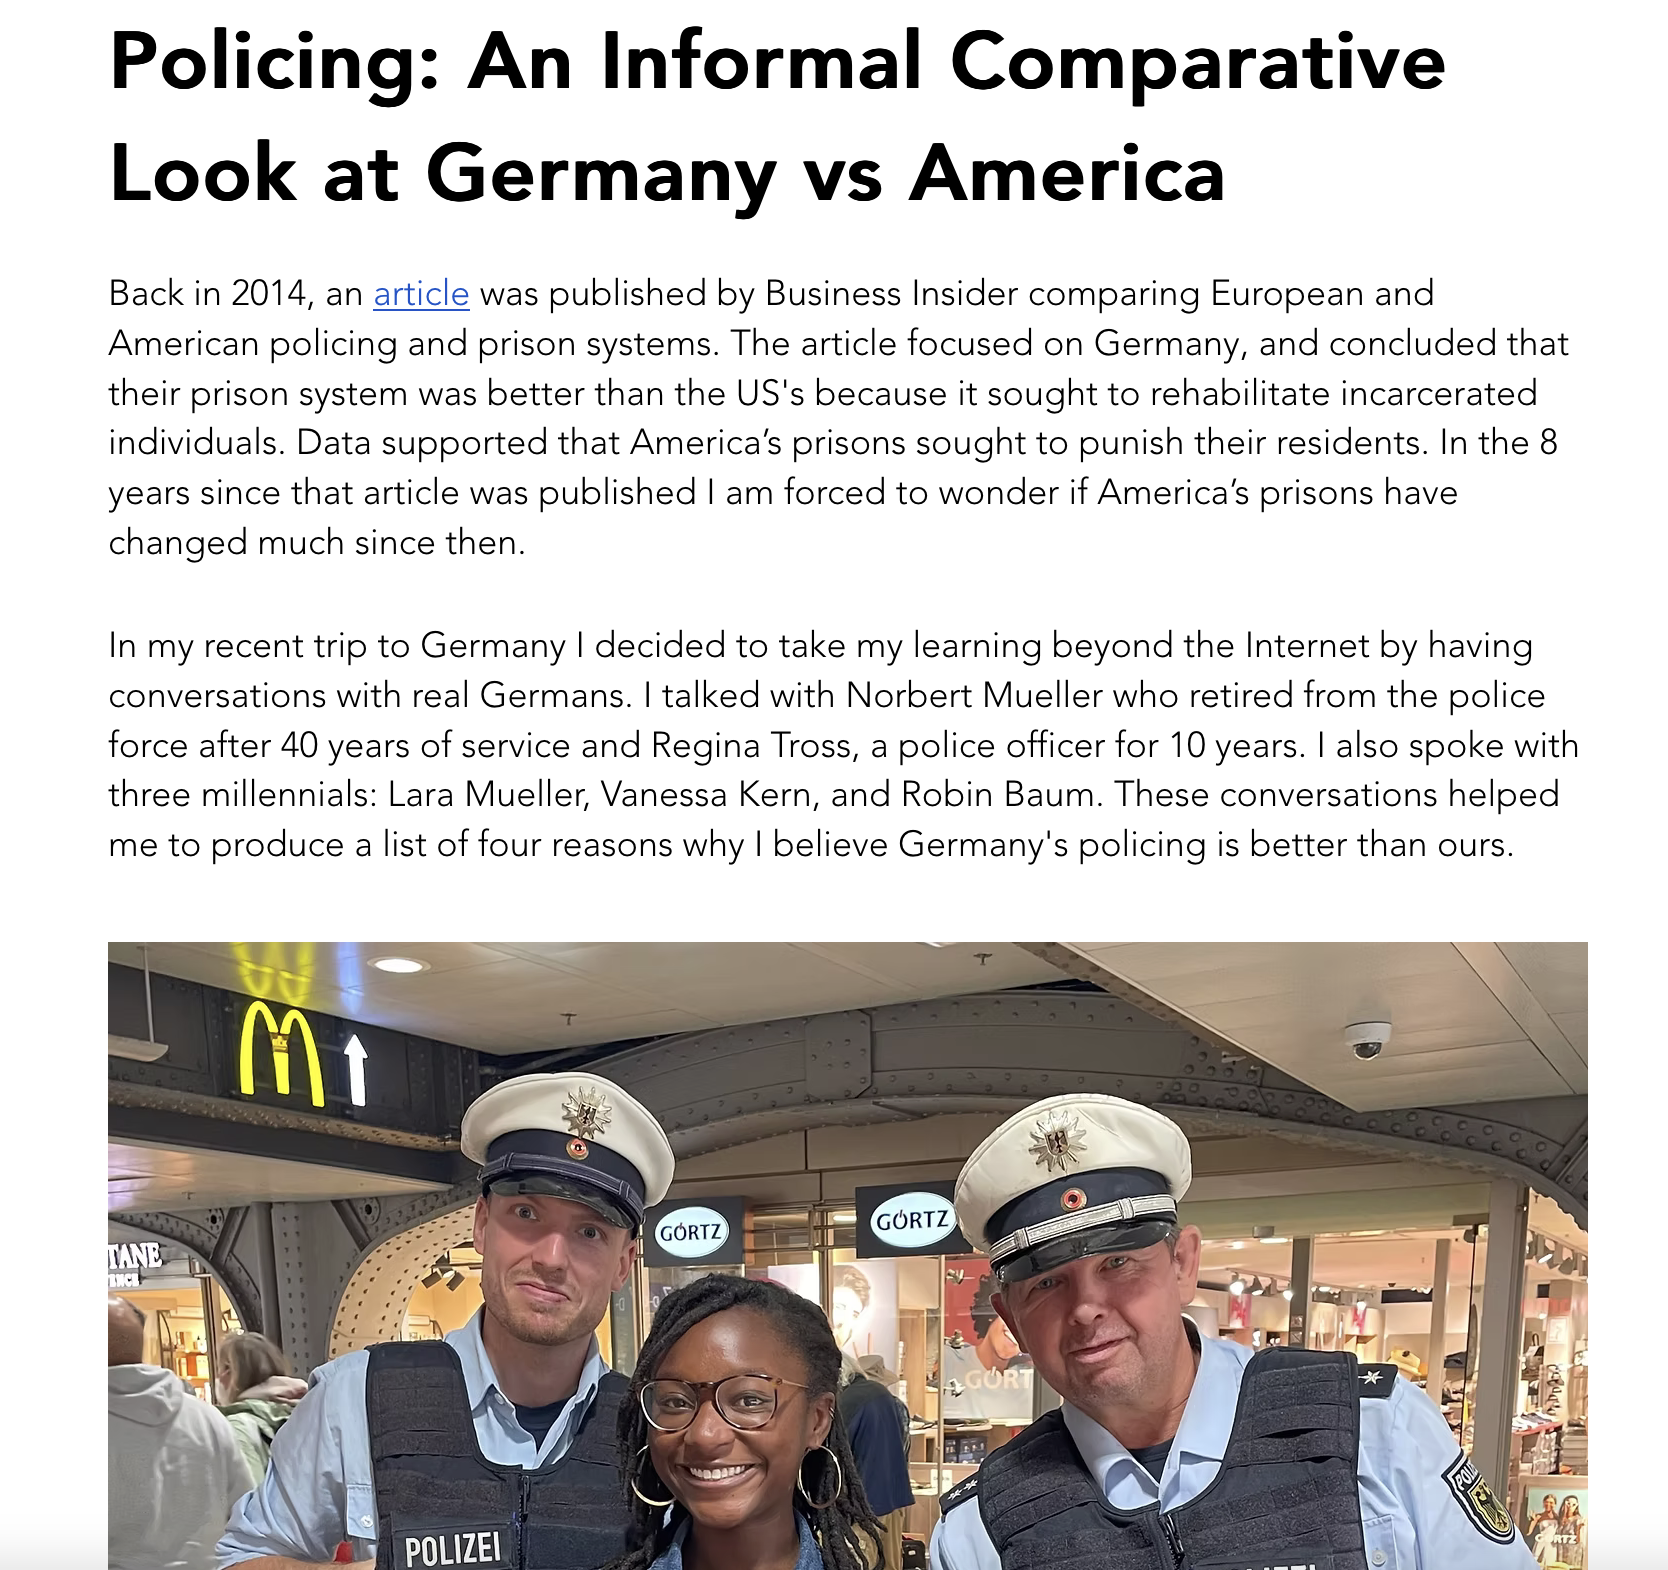 Policing: An Informal Comparative
Look at Germany vs America
Back in 2014, an article was published by Business Insider comparing European and
American policing and prison systems. The article focused on Germany, and concluded that
their prison system was better than the US's because it sought to rehabilitate incarcerated
individuals. Data supported that America’s prisons sought to punish their residents. In the 8
years since that article was published I am forced to wonder if America’s prisons have
changed much since then.
In my recent trip to Germany I decided to take my learning beyond the Internet by having
conversations with real Germans. I talked with Norbert Mueller who retired from the police
force after 40 years of service and Regina Tross, a police officer for 10 years. I also spoke with
three millennials: Lara Mueller, Vanessa Kern, and Robin Baum. These conversations helped
me to produce a list of four reasons why I believe Germany's policing is better than ours.
M
GÖRTZ
GÖRTZ
TANE
GÖRT
POLIZEI
GÖRTZ